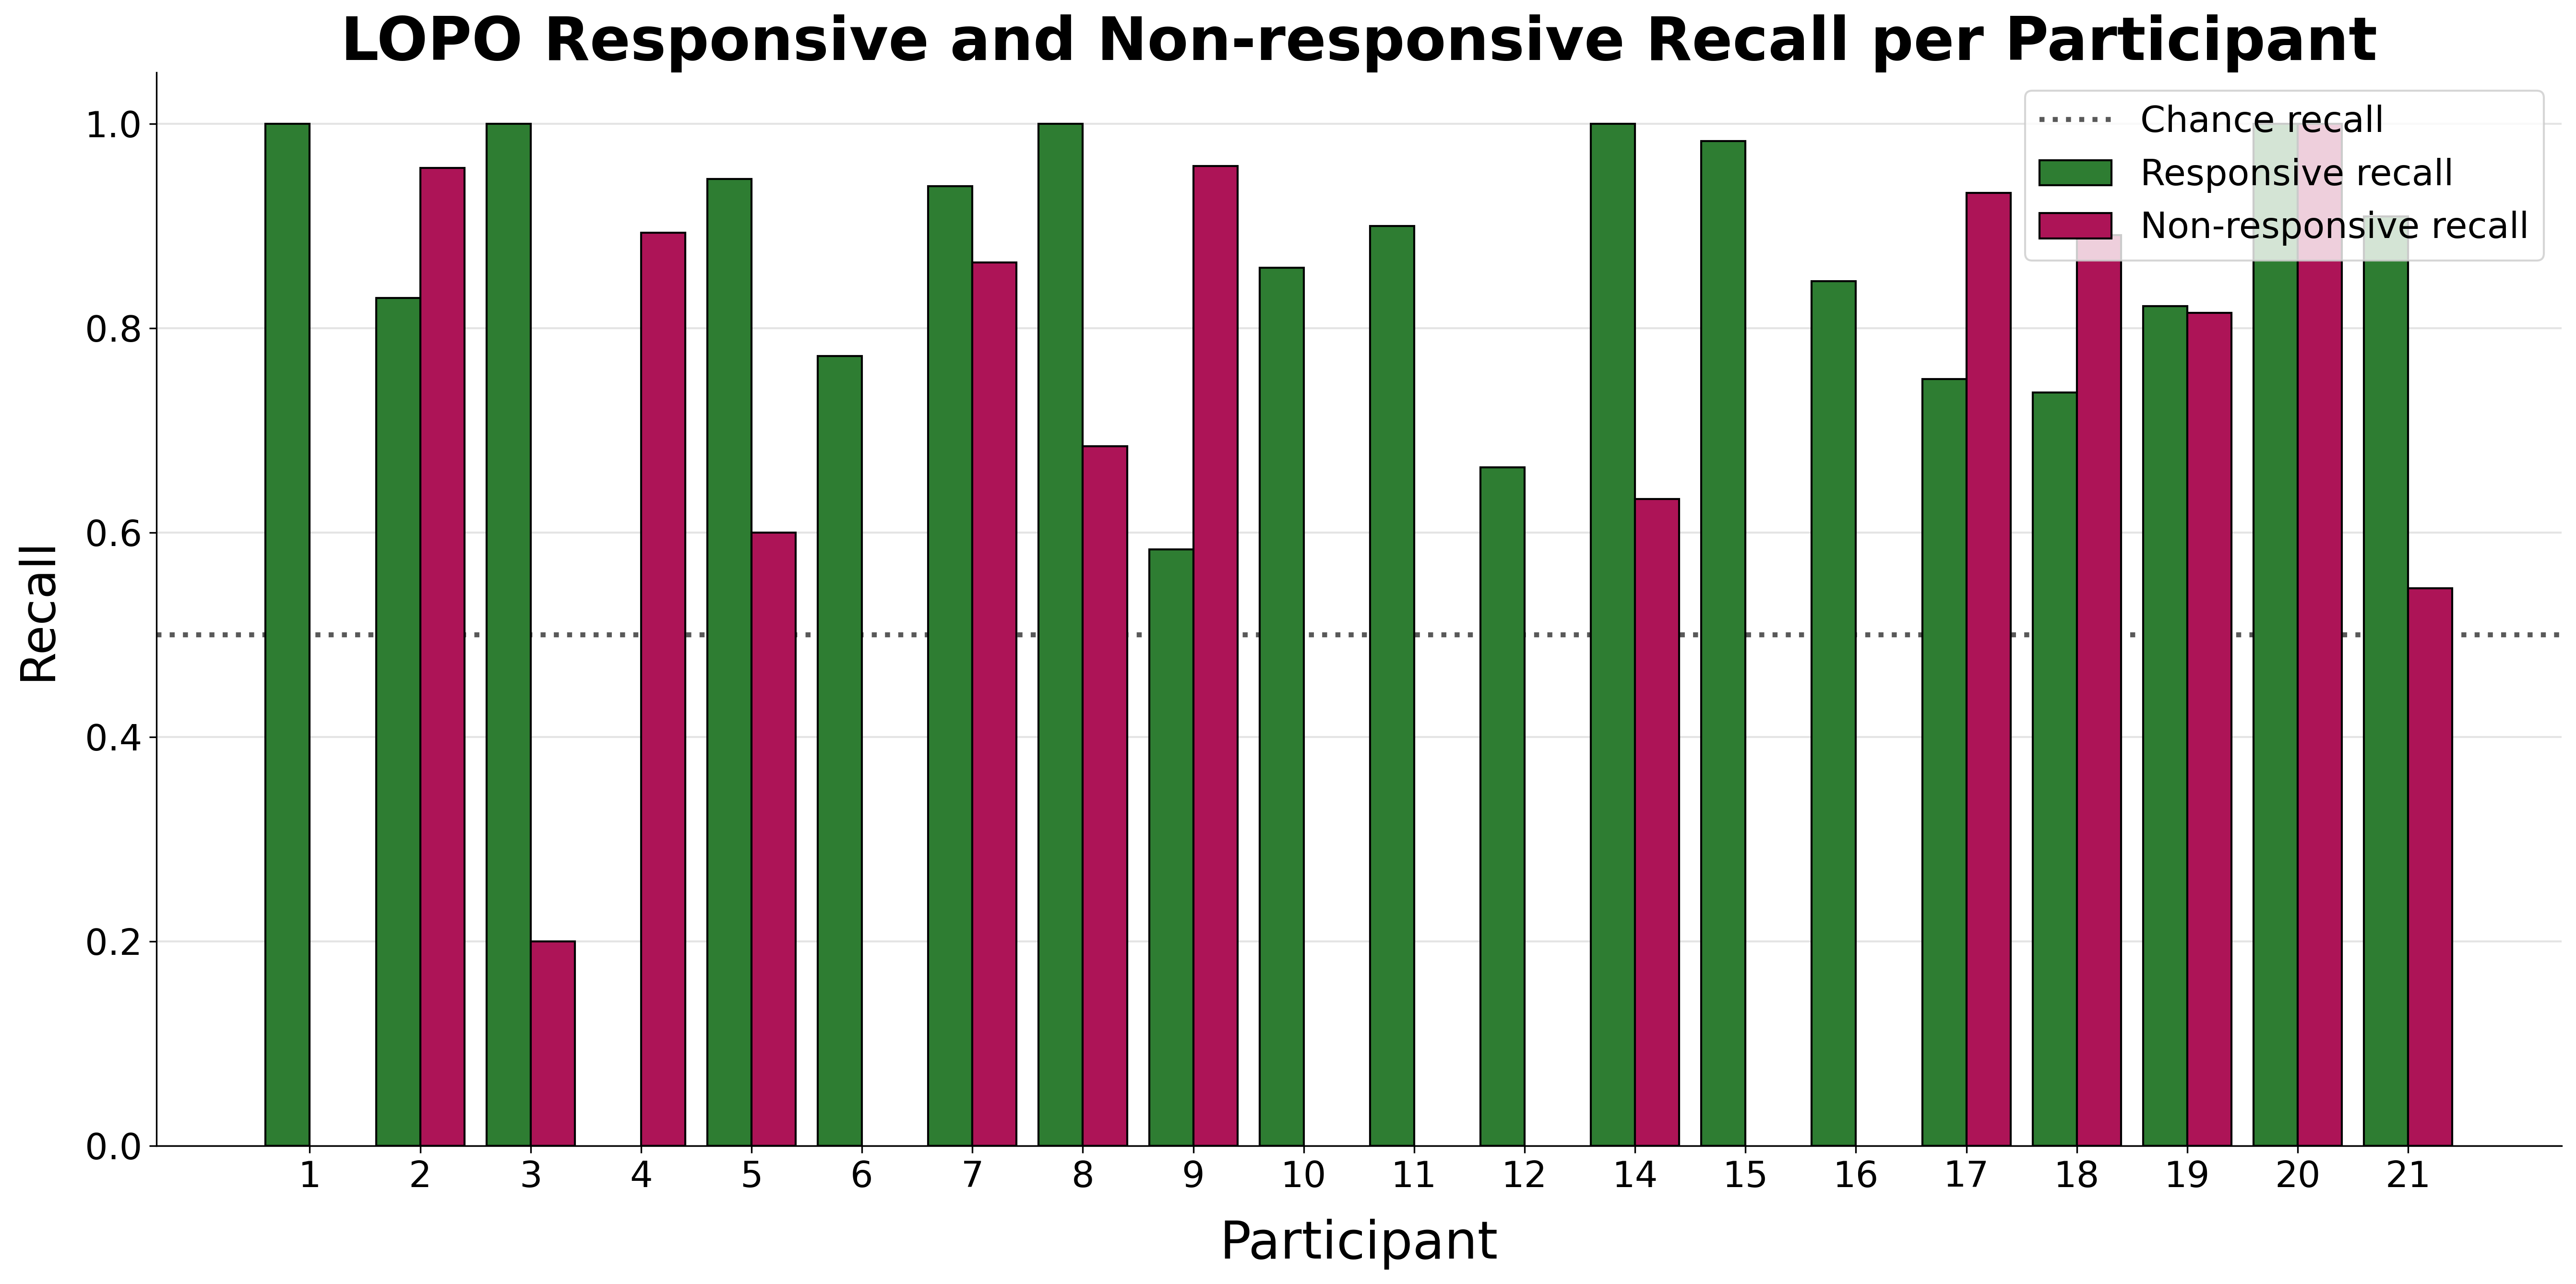 LOPO Responsive and Non-responsive Recall per Participant
Chance recall
Responsive recall
Non-responsive recall
1.0
0.8
0.6
0.4
0.2
0.0
Recall
1 2 3 4 5 6 7 8 9 10 11 12 14 15 16 17 18 19 20 21
Participant